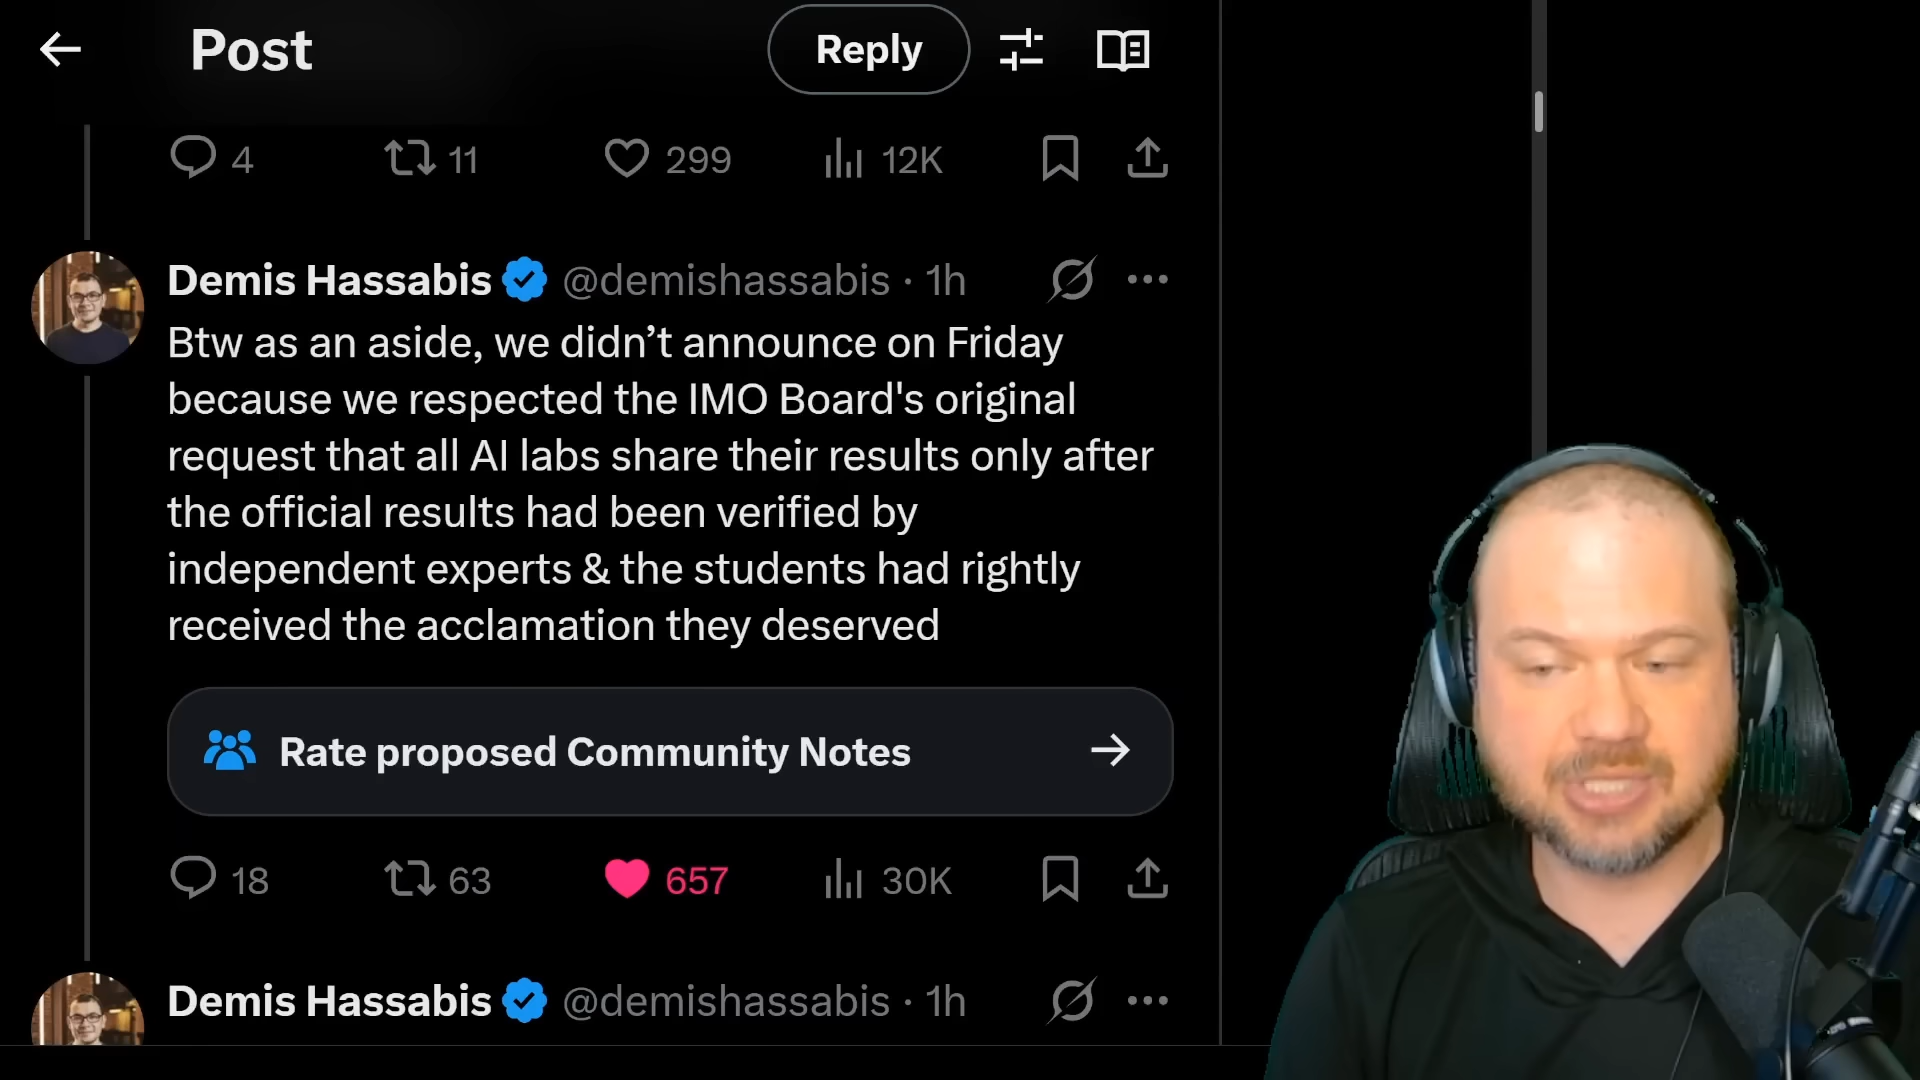 Post
Reply
4
11
299
12K
Demis Hassabis @demishassabis · 1h
Btw as an aside, we didn’t announce on Friday
because we respected the IMO Board's original
request that all AI labs share their results only after
the official results had been verified by
independent experts & the students had rightly
received the acclamation they deserved
Rate proposed Community Notes
18
63
657
30K
Demis Hassabis @demishassabis · 1h